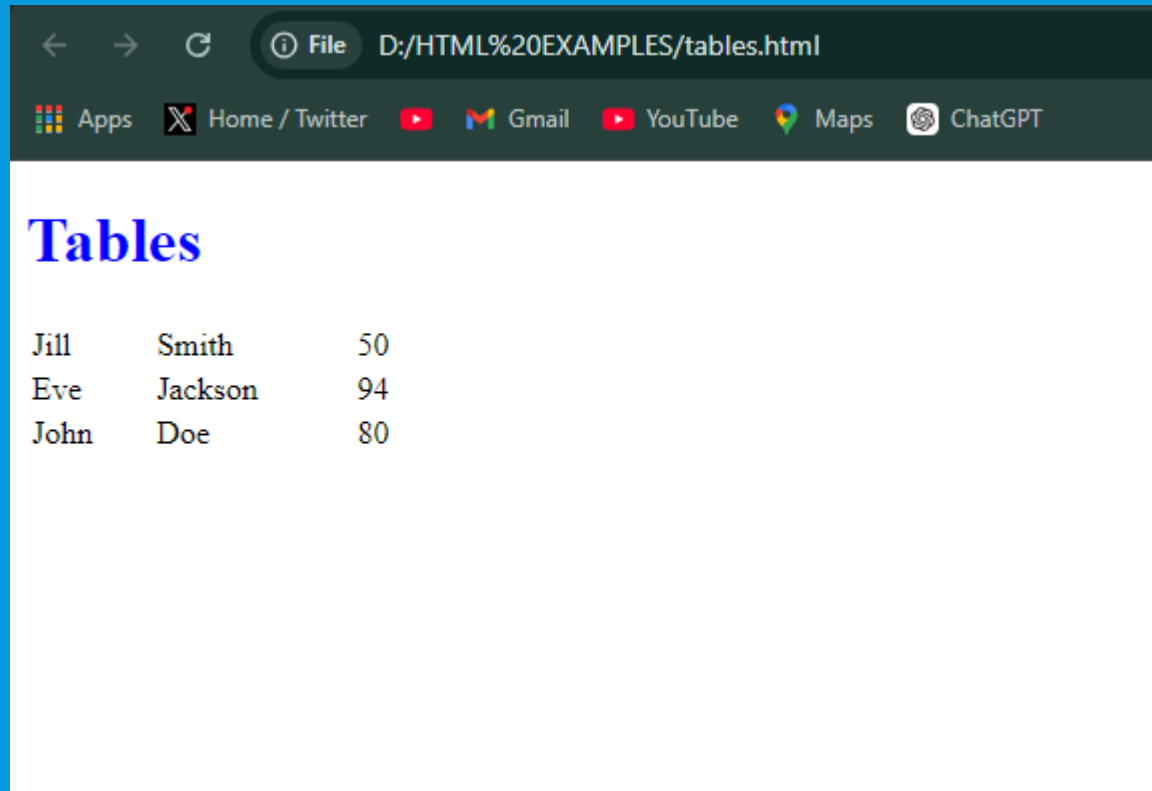 File D:/HTML%20EXAMPLES/tables.html
Apps Home / Twitter Gmail YouTube Maps ChatGPT
Tables
Jill Smith 50
Eve Jackson 94
John Doe 80